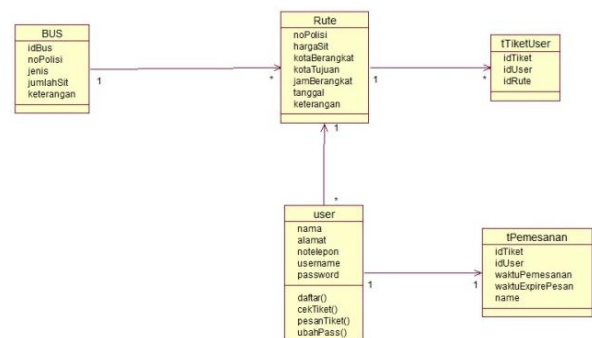 BUS
idBus
noPolisi
jenis
jumlahSit
keterangan
1
*
Rute
noPolisi
hargaSit
kotaBerangkat
kotaTujuan
jamBerangkat
tanggal
keterangan
1
*
tTiketUser
idTiket
idUser
idRute
1
*
user
nama
alamat
notelepon
username
password
daftar()
cekTiket()
pesanTiket()
ubahPass()
1
1
tPemesanan
idTiket
idUser
waktuPemesanan
waktuExpirePesan
name